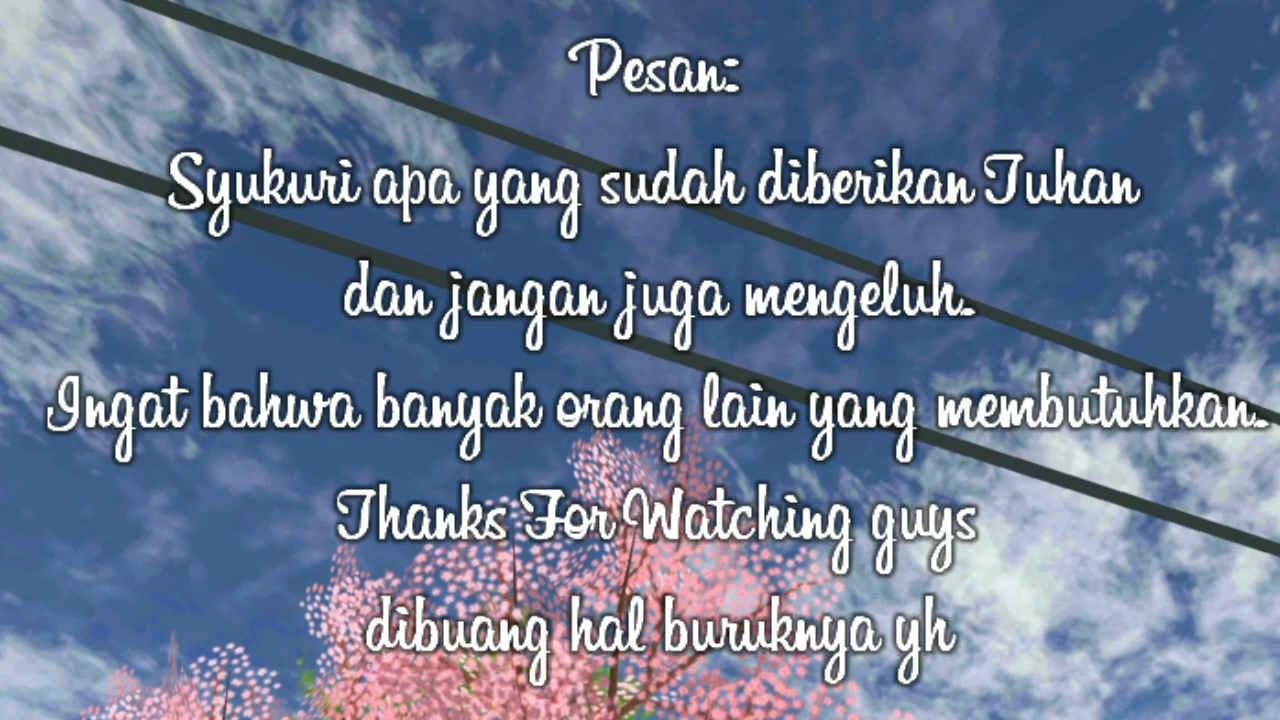 Pesan:
Syukuri apa yang sudah diberikan Tuhan
dan jangan juga mengeluh.
Ingat bahwa banyak orang lain yang membutuhkan.
Thanks For Watching guys
dibuang hal buruknya yh